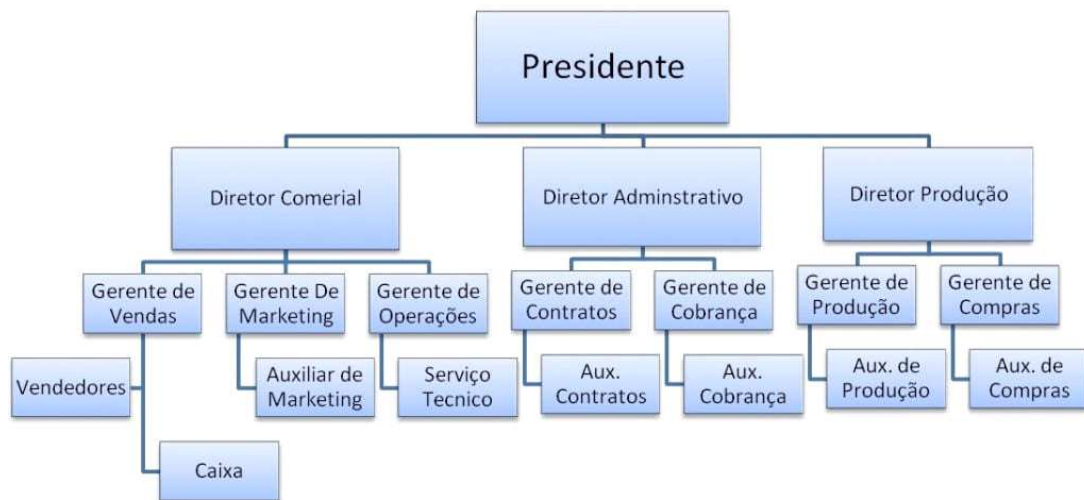 Presidente
Diretor Comerial
Diretor Adminstrativo
Diretor Produção
Gerente de
Vendas
Gerente De
Marketing
Gerente de
Operações
Gerente de
Contratos
Gerente de
Cobrança
Gerente de
Produção
Gerente de
Compras
Vendedores
Auxiliar de
Marketing
Serviço
Tecnico
Aux.
Contratos
Aux.
Cobrança
Aux. de
Produção
Aux. de
Compras
Caixa